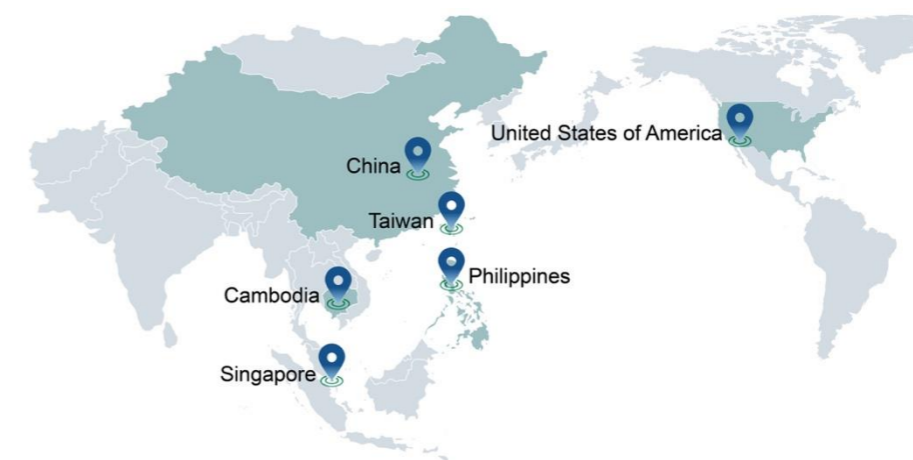 United States of America
China
Taiwan
Philippines
Cambodia
Singapore